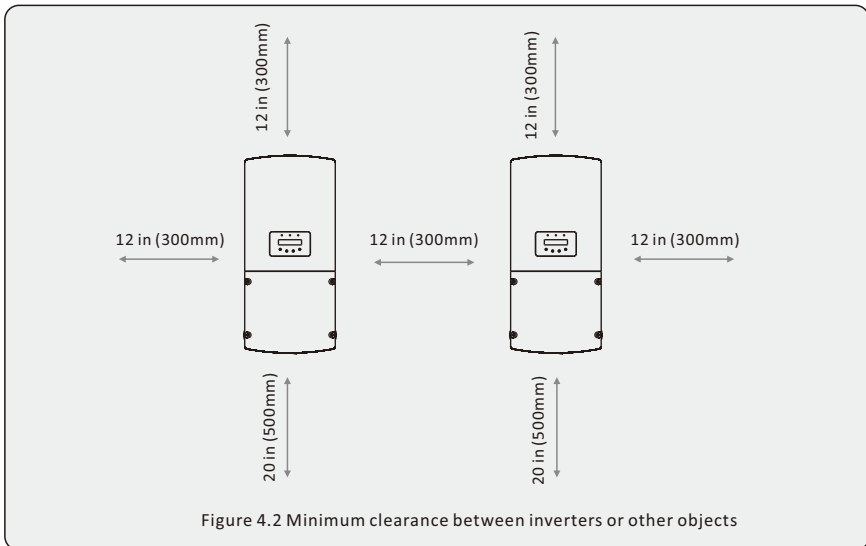 12 in (300mm)
12 in (300mm)
12 in (300mm)
12 in (300mm)
12 in (300mm)
20 in (500mm)
20 in (500mm)
Figure 4.2 Minimum clearance between inverters or other objects